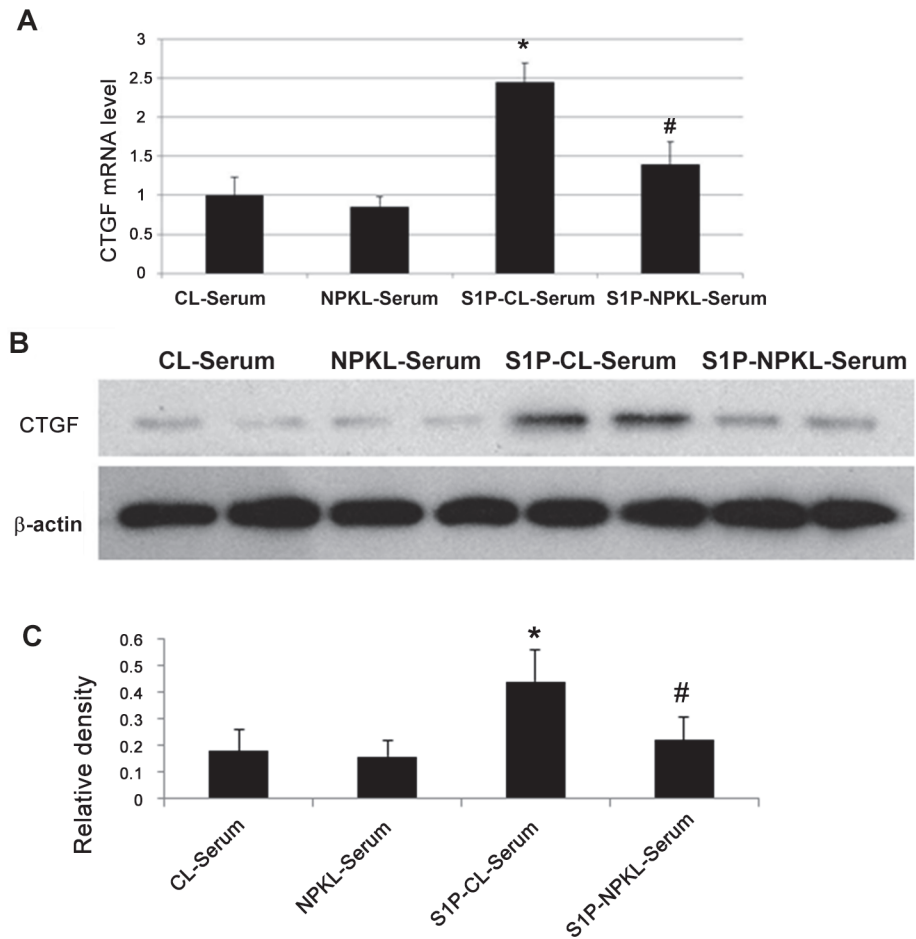 A
3
2.5
2
1.5
1
0.5
0
CTGF mRNA level
*
#
CL-Serum NPKL-Serum S1P-CL-Serum S1P-NPKL-Serum
B
CL-Serum NPKL-Serum S1P-CL-Serum S1P-NPKL-Serum
CTGF
β-actin
C
0.6
0.5
0.4
0.3
0.2
0.1
0
Relative density
*
#
CL-Serum
NPKL-Serum
S1P-CL-Serum
S1P-NPKL-Serum